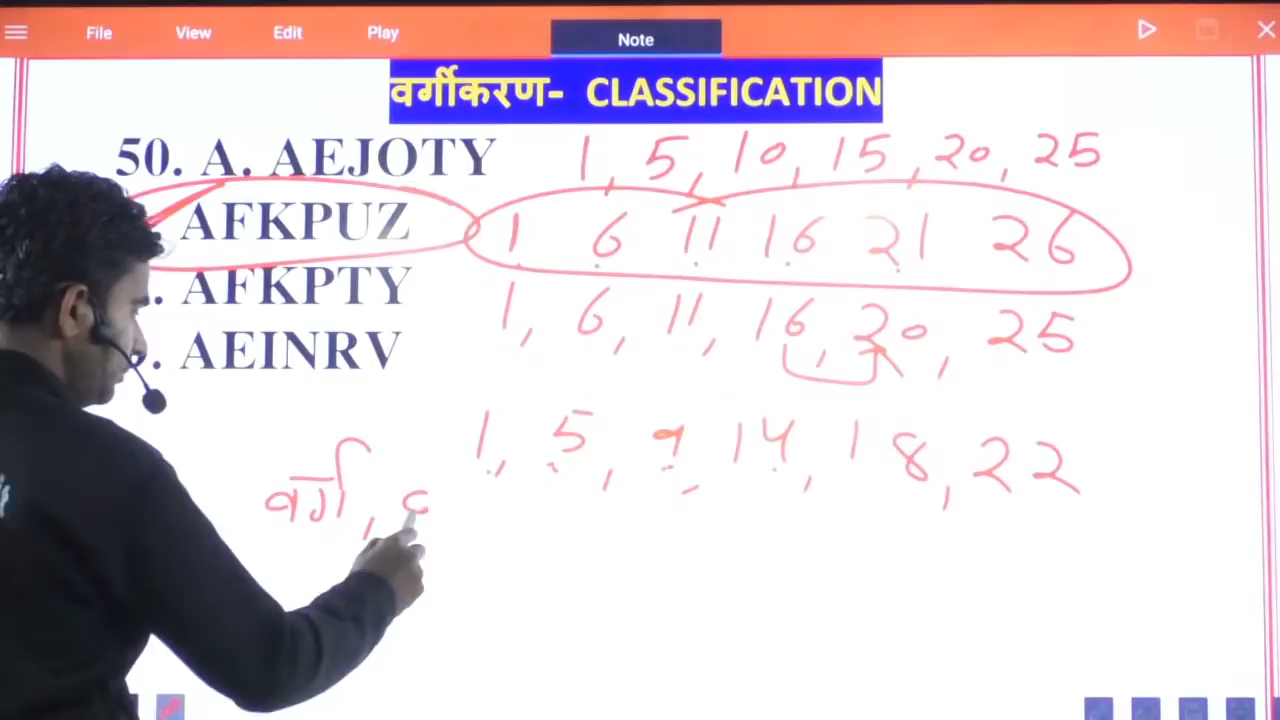 File View Edit Play Note
वर्गीकरण- CLASSIFICATION
50. A. AEJOTY 1, 5, 10, 15, 20, 25
AFKPUZ 1 6 11 16 21 26
. AFKPTY 1, 6, 11, 16, 20, 25
. AEINRV
1, 5, 9, 14, 18, 22
वर्ग,